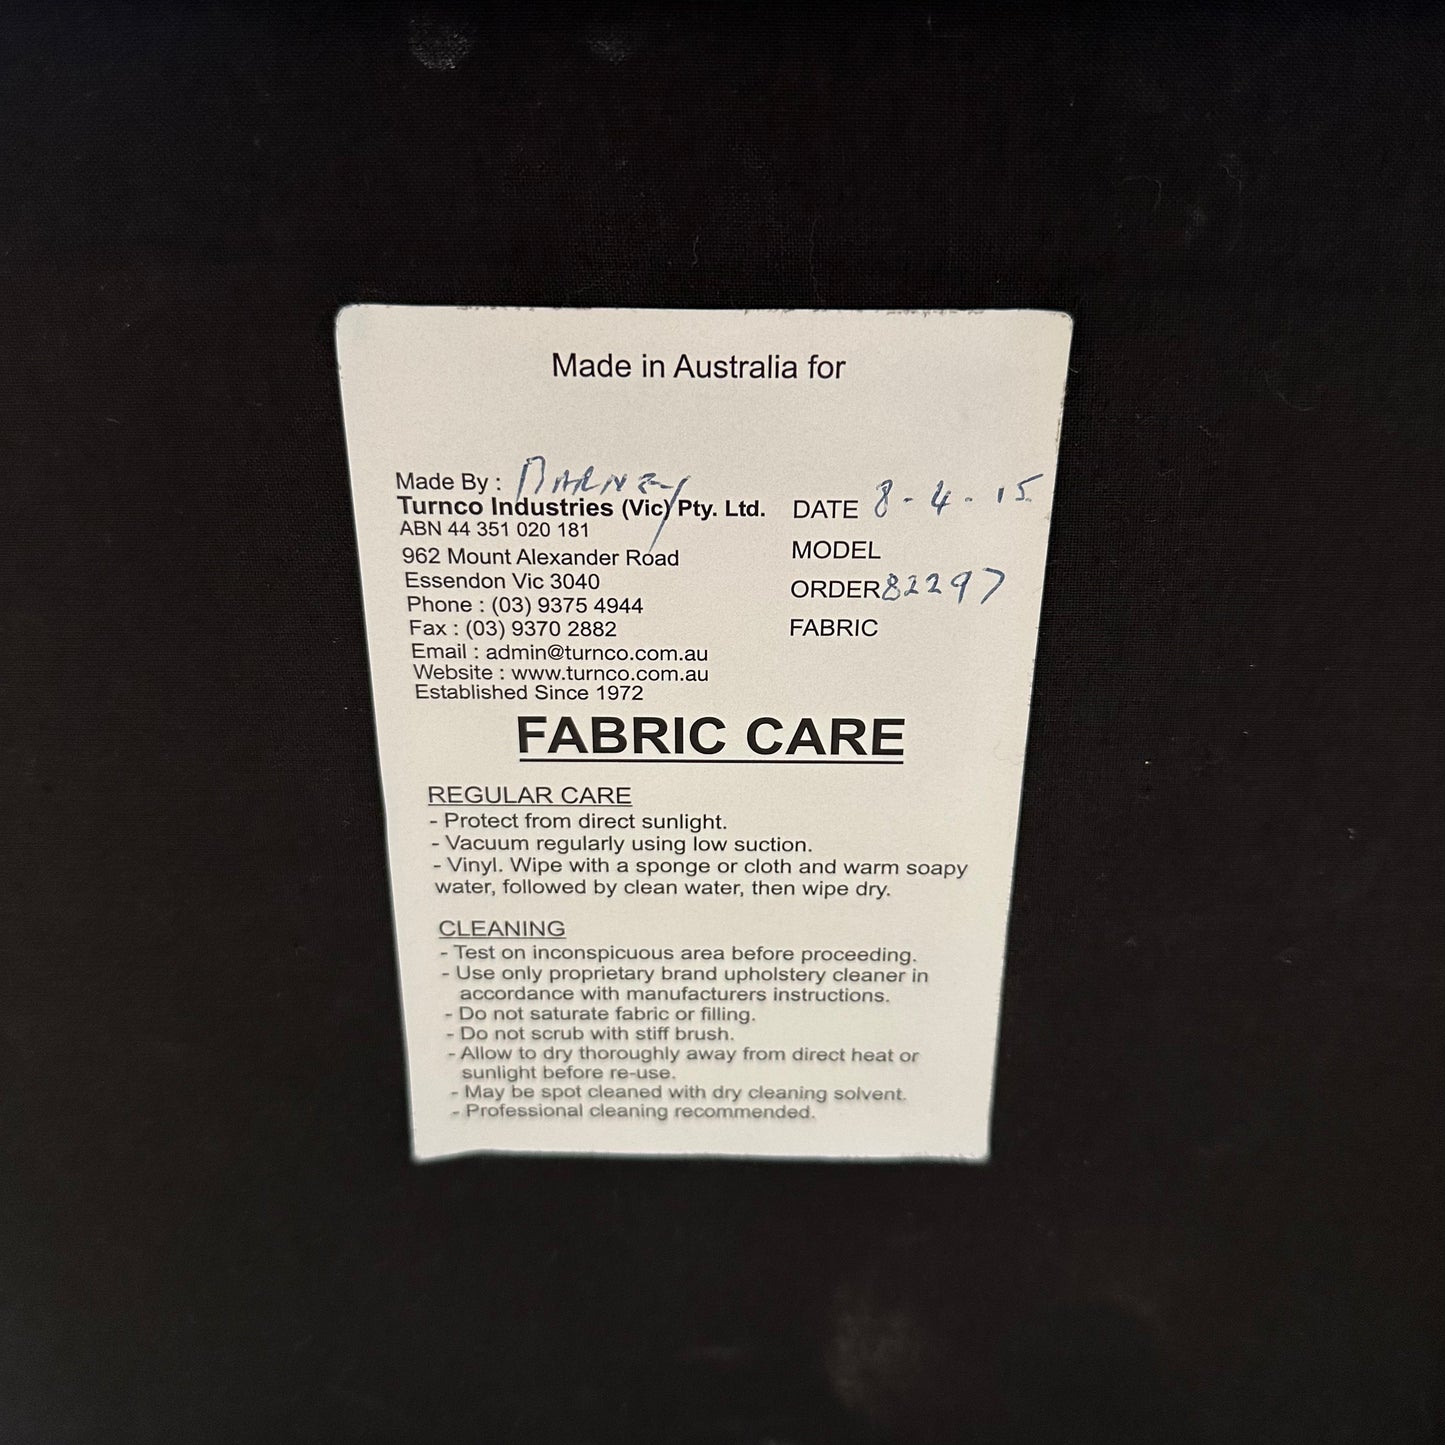 Made in Australia for
Made By : BARNEY
Turnco Industries (Vic) Pty. Ltd.
ABN 44 351 020 181
962 Mount Alexander Road
Essendon Vic 3040
Phone : (03) 9375 4944
Fax : (03) 9370 2882
Email : admin@turnco.com.au
Website : www.turnco.com.au
Established Since 1972
DATE 8-4-15
MODEL
ORDER 82297
FABRIC
FABRIC CARE
REGULAR CARE
- Protect from direct sunlight.
- Vacuum regularly using low suction.
- Vinyl. Wipe with a sponge or cloth and warm soapy
water, followed by clean water, then wipe dry.
CLEANING
- Test on inconspicuous area before proceeding.
- Use only proprietary brand upholstery cleaner in
accordance with manufacturers instructions.
- Do not saturate fabric or filling.
- Do not scrub with stiff brush.
- Allow to dry thoroughly away from direct heat or
sunlight before re-use.
- May be spot cleaned with dry cleaning solvent.
- Professional cleaning recommended.